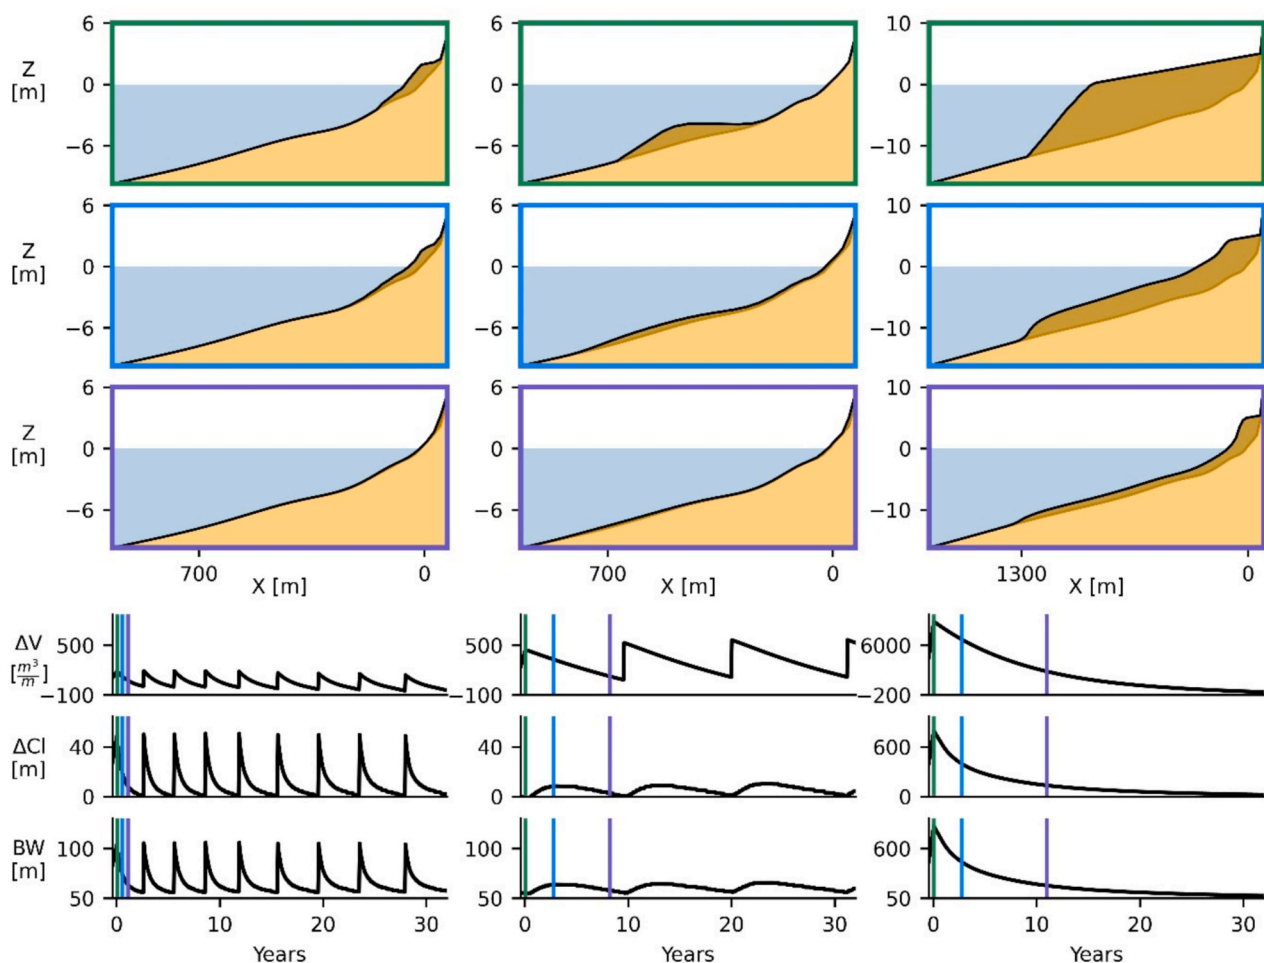 6 6 10
Z [m] 0 0 0
−6 −6 −10
6 6 10
Z [m] 0 0 0
−6 −6 −10
6 6 10
Z [m] 0 0 0
−6 −6 −10
700 0 700 0 1300 0
X [m] X [m] X [m]
ΔV 500 500 6000
[m³/m]
−100 −100 −200
ΔCl 40 40 600
[m]
0 0 0
BW 100 100 600
[m]
50 50 50
0 10 20 30 0 10 20 30 0 10 20 30
Years Years Years